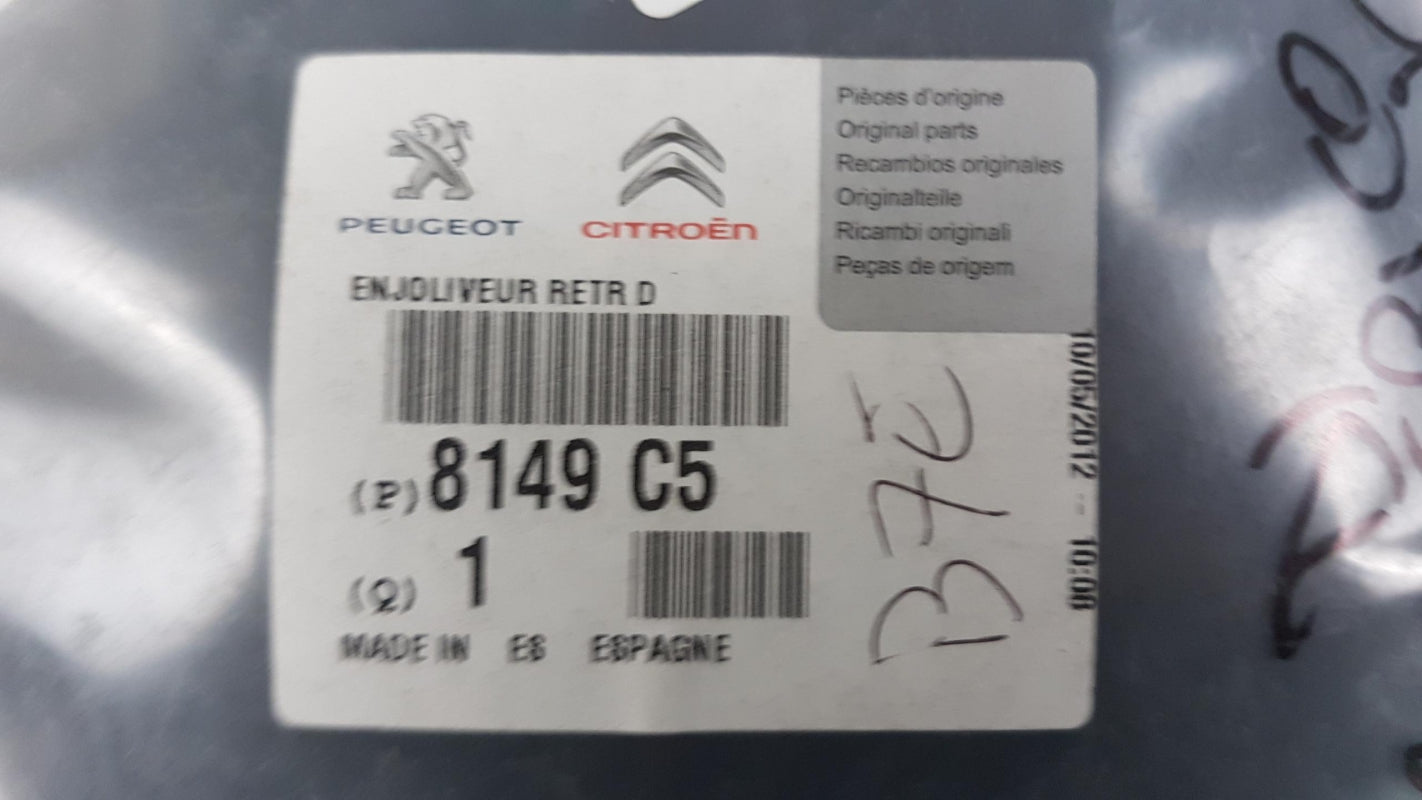 PEUGEOT
CITROËN
Pièces d'origine
Original parts
Recambios originales
Originalteile
Ricambi originali
Peças de origem
ENJOLIVEUR RETR D
(P) 8149 C5
(Q) 1
MADE IN ES ESPAGNE
10/05/2012 -- 10:08